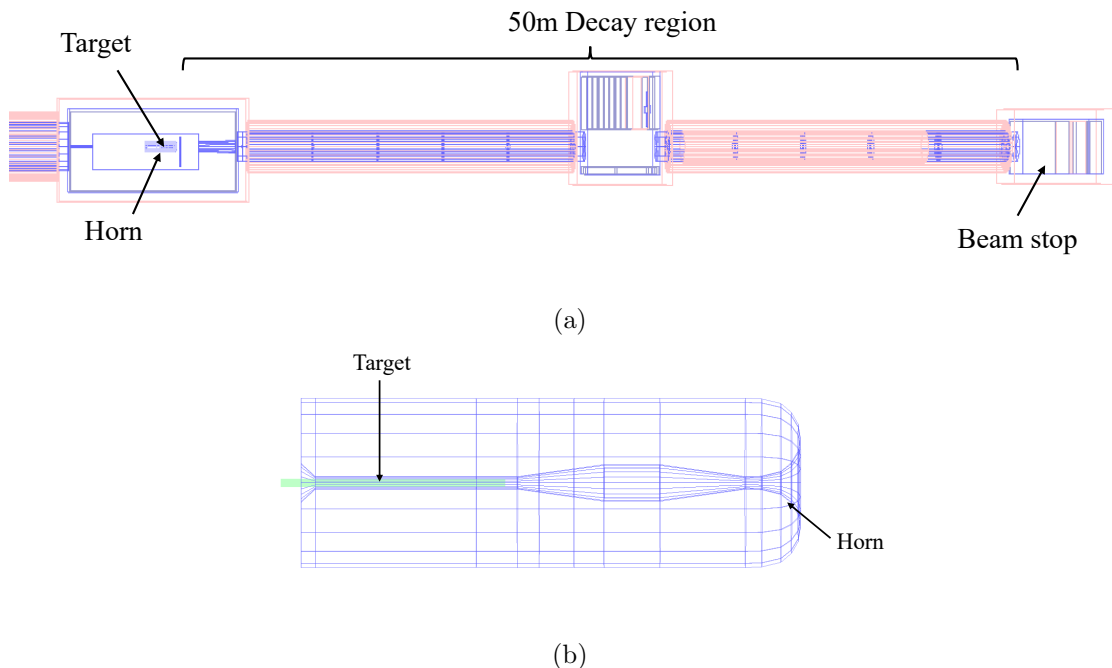 50m Decay region
Target
Horn
Beam stop
(a)
Target
Horn
(b)